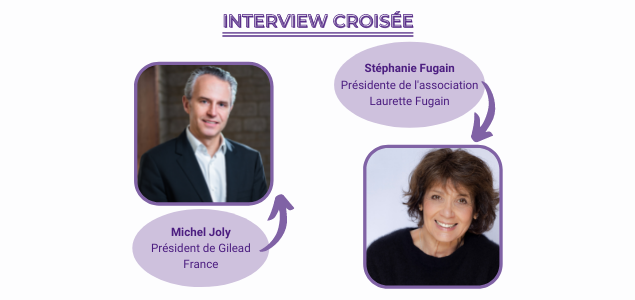 INTERVIEW CROISÉE
Stéphanie Fugain
Présidente de l'association
Laurette Fugain
Michel Joly
Président de Gilead
France